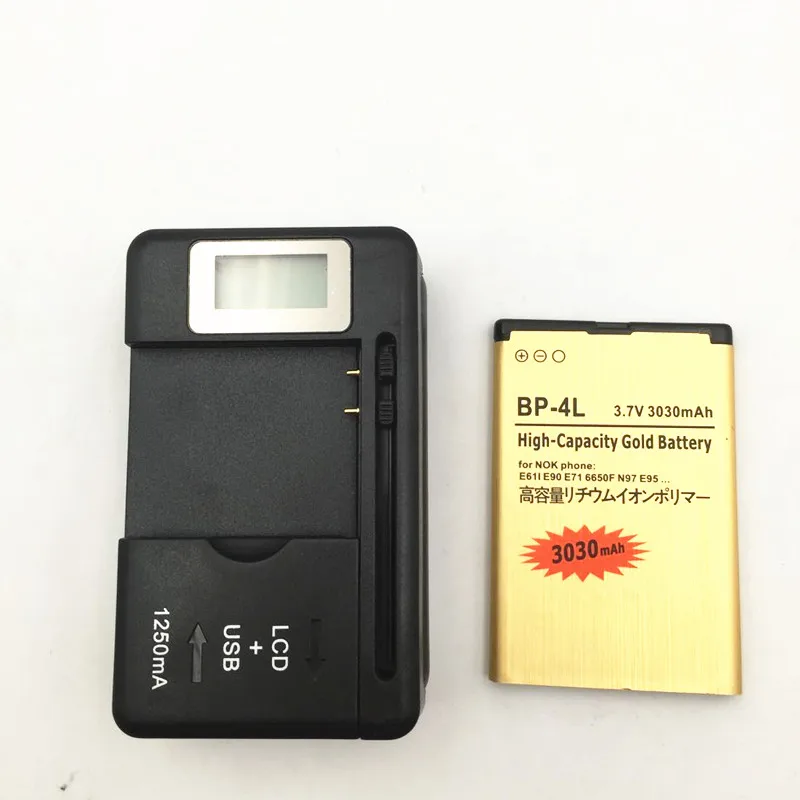 LCD
+
USB
1250mA
BP-4L 3.7V 3030mAh
High-Capacity Gold Battery
for NOK phone:
E61I E90 E71 6650F N97 E95 ...
高容量リチウムイオンポリマー
3030mAh